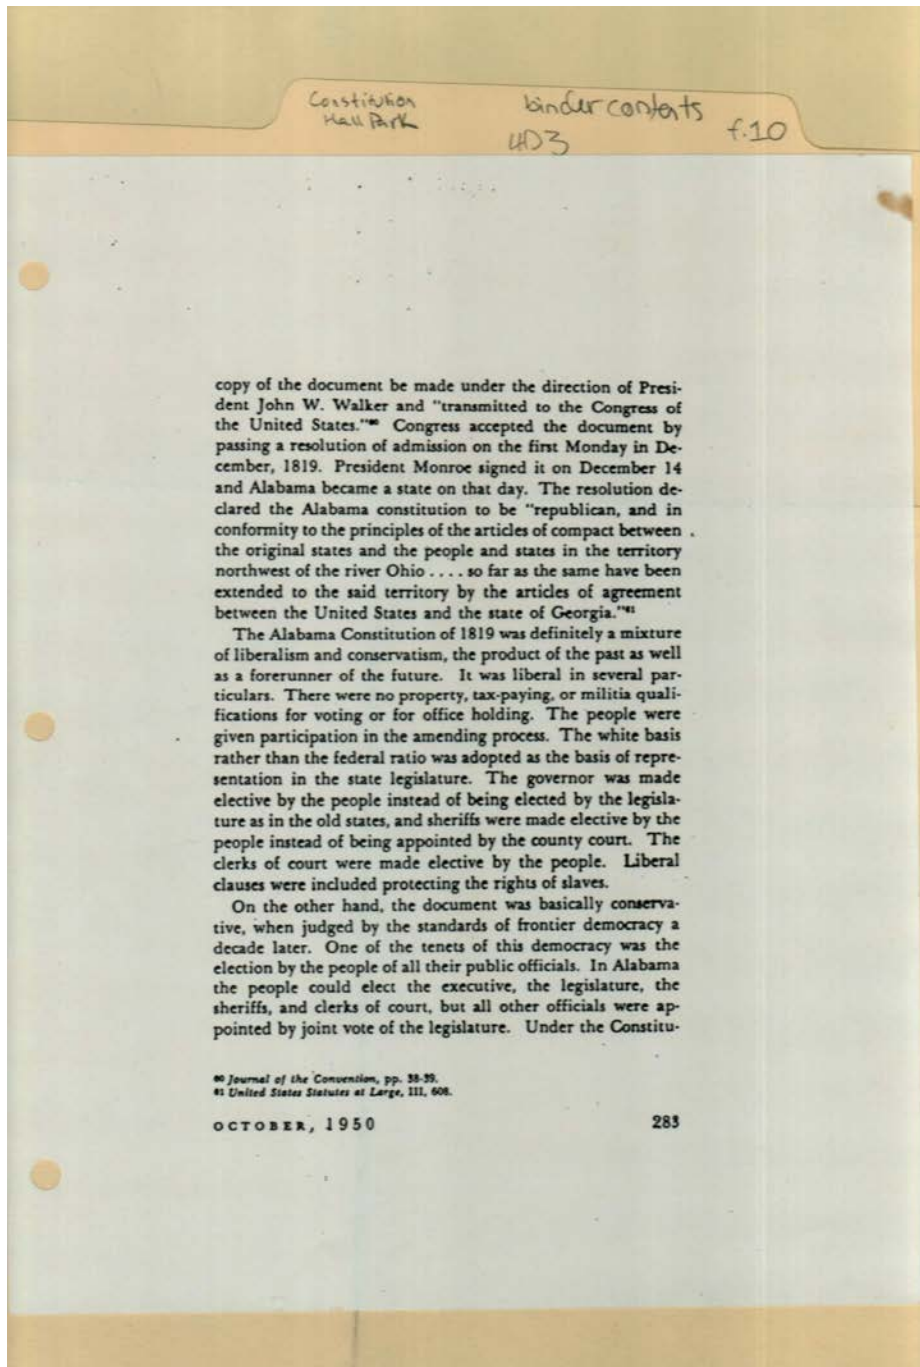 Constitution
Hall Park
binder contents
4D3
f.10
copy of the document be made under the direction of Presi-
dent John W. Walker and "transmitted to the Congress of
the United States."⁶⁰ Congress accepted the document by
passing a resolution of admission on the first Monday in De-
cember, 1819. President Monroe signed it on December 14
and Alabama became a state on that day. The resolution de-
clared the Alabama constitution to be "republican, and in
conformity to the principles of the articles of compact between
the original states and the people and states in the territory
northwest of the river Ohio .... so far as the same have been
extended to the said territory by the articles of agreement
between the United States and the state of Georgia."⁶¹
The Alabama Constitution of 1819 was definitely a mixture
of liberalism and conservatism, the product of the past as well
as a forerunner of the future. It was liberal in several par-
ticulars. There were no property, tax-paying, or militia quali-
fications for voting or for office holding. The people were
given participation in the amending process. The white basis
rather than the federal ratio was adopted as the basis of repre-
sentation in the state legislature. The governor was made
elective by the people instead of being elected by the legisla-
ture as in the old states, and sheriffs were made elective by the
people instead of being appointed by the county court. The
clerks of court were made elective by the people. Liberal
clauses were included protecting the rights of slaves.
On the other hand, the document was basically conserva-
tive, when judged by the standards of frontier democracy a
decade later. One of the tenets of this democracy was the
election by the people of all their public officials. In Alabama
the people could elect the executive, the legislature, the
sheriffs, and clerks of court, but all other officials were ap-
pointed by joint vote of the legislature. Under the Constitu-
⁶⁰ Journal of the Convention, pp. 38-39.
⁶¹ United States Statutes at Large, III, 608.
OCTOBER, 1950
283